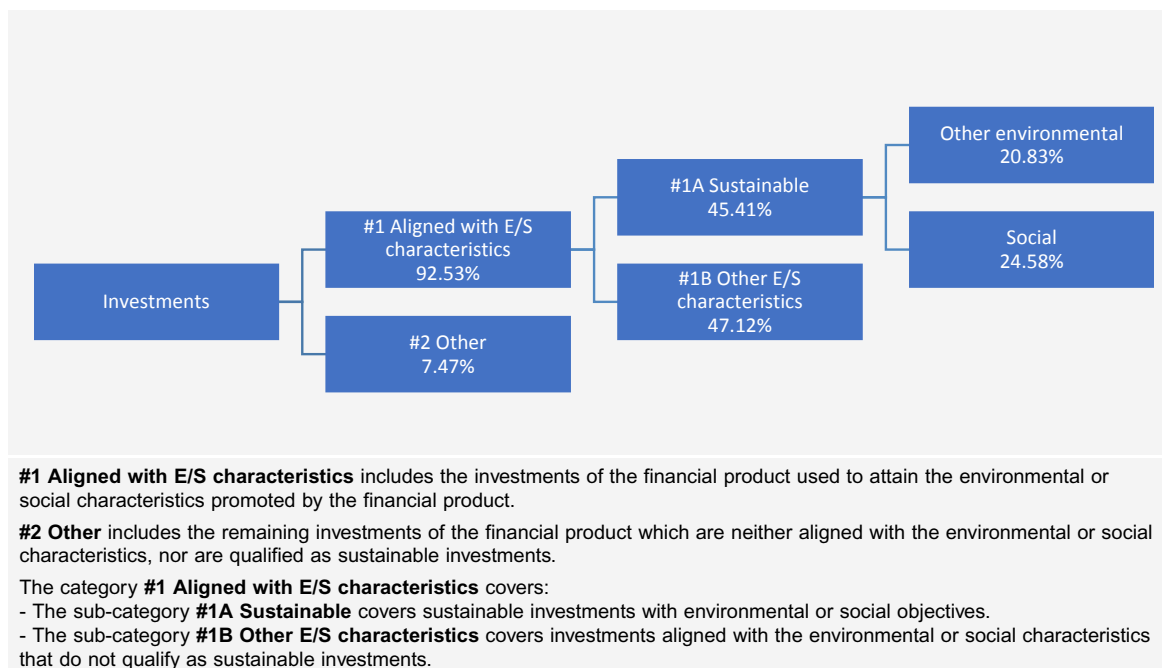 Investments
#1 Aligned with E/S
characteristics
92.53%
#2 Other
7.47%
#1A Sustainable
45.41%
#1B Other E/S
characteristics
47.12%
Other environmental
20.83%
Social
24.58%
#1 Aligned with E/S characteristics includes the investments of the financial product used to attain the environmental or
social characteristics promoted by the financial product.
#2 Other includes the remaining investments of the financial product which are neither aligned with the environmental or social
characteristics, nor are qualified as sustainable investments.
The category #1 Aligned with E/S characteristics covers:
- The sub-category #1A Sustainable covers sustainable investments with environmental or social objectives.
- The sub-category #1B Other E/S characteristics covers investments aligned with the environmental or social characteristics
that do not qualify as sustainable investments.